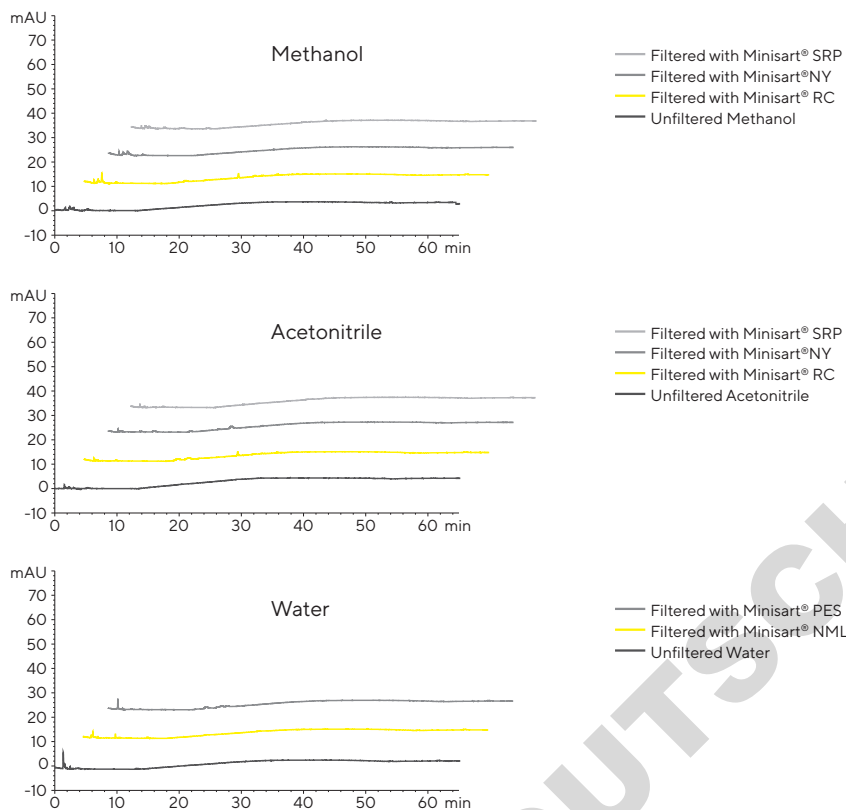 mAU
70
60
50
40
30
20
10
0
-10
0 10 20 30 40 50 60 min
Methanol
Filtered with Minisart® SRP
Filtered with Minisart®NY
Filtered with Minisart® RC
Unfiltered Methanol
mAU
70
60
50
40
30
20
10
0
-10
0 10 20 30 40 50 60 min
Acetonitrile
Filtered with Minisart® SRP
Filtered with Minisart®NY
Filtered with Minisart® RC
Unfiltered Acetonitrile
mAU
70
60
50
40
30
20
10
0
-10
0 10 20 30 40 50 60 min
Water
Filtered with Minisart® PES
Filtered with Minisart® NML
Unfiltered Water